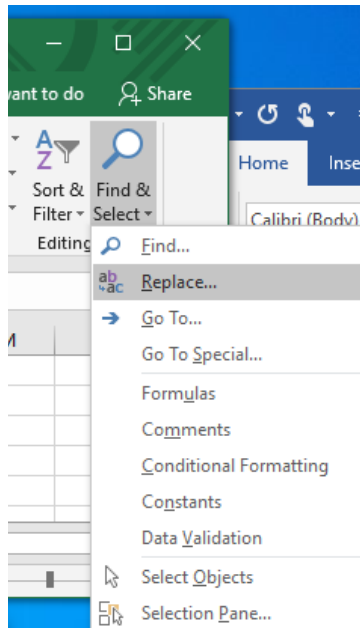 vant to do Share
Home Inse
Sort & Filter
Find & Select
Calibri (Body)
Editing
Find...
Replace...
Go To...
Go To Special...
Formulas
Comments
Conditional Formatting
Constants
Data Validation
Select Objects
Selection Pane...